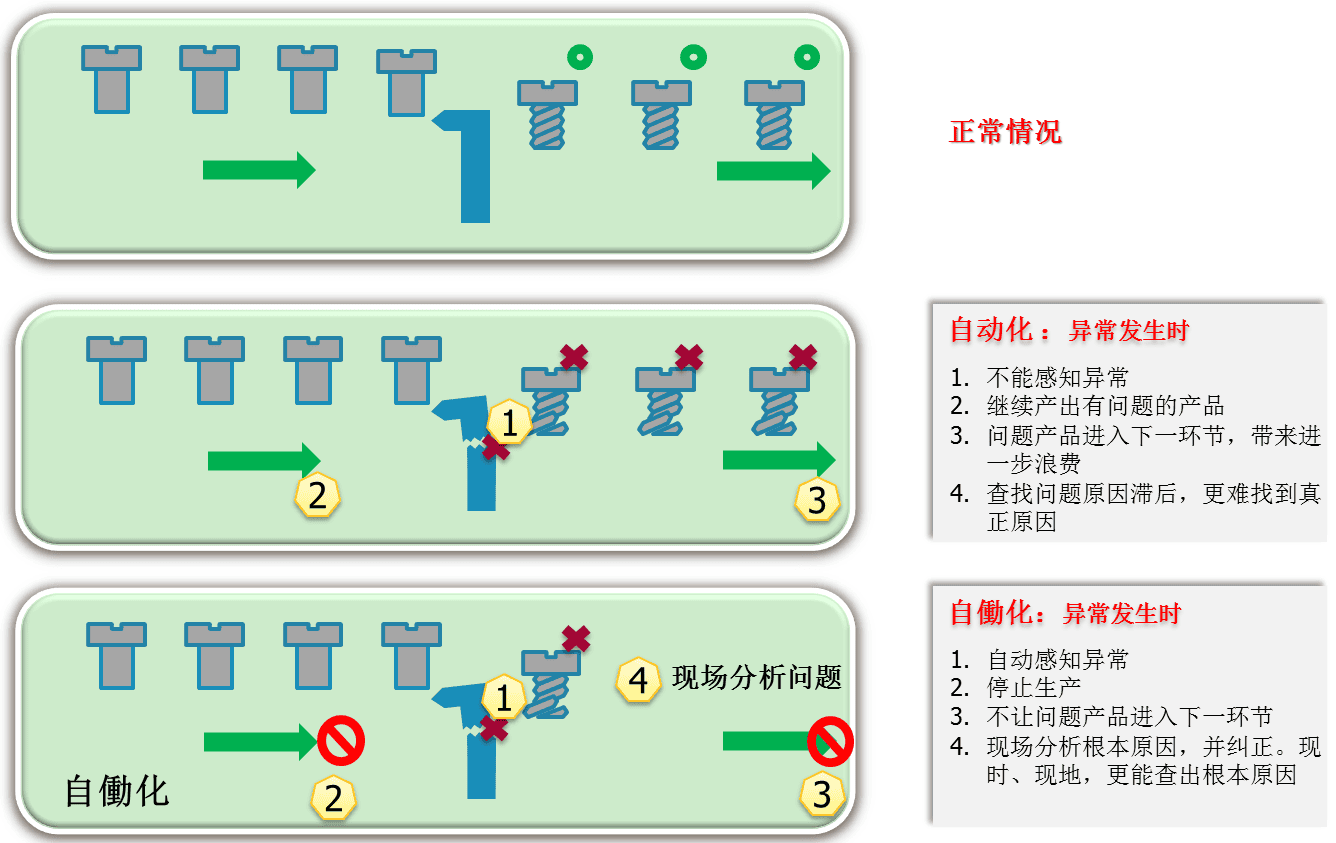 正常情况
自动化 ：异常发生时
1. 不能感知异常
2. 继续产出有问题的产品
3. 问题产品进入下一环节，带来进
一步浪费
4. 查找问题原因滞后，更难找到真
正原因
1
2
3
自働化：异常发生时
1. 自动感知异常
2. 停止生产
3. 不让问题产品进入下一环节
4. 现场分析根本原因，并纠正。现
时、现地，更能查出根本原因
1
4 现场分析问题
自働化
2
3